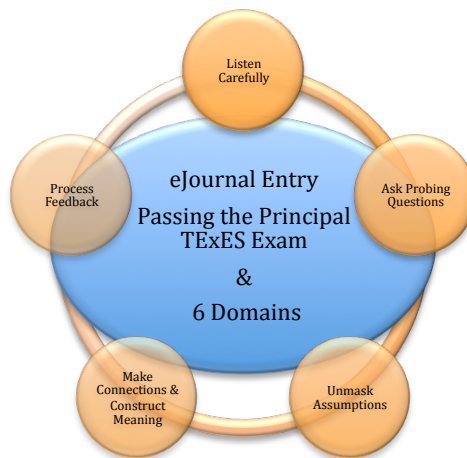 Listen
Carefully
Process
Feedback
Ask Probing
Questions
eJournal Entry
Passing the Principal
TExES Exam
&
6 Domains
Make
Connections &
Construct
Meaning
Unmask
Assumptions